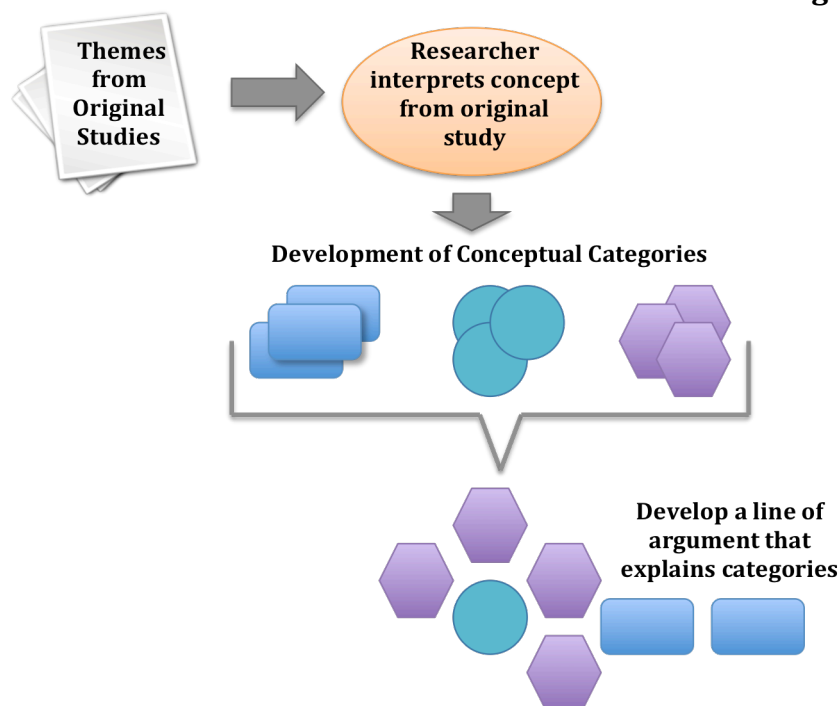 Themes
from
Original
Studies
Researcher
interprets concept
from original
study
Development of Conceptual Categories
Develop a line of
argument that
explains categories